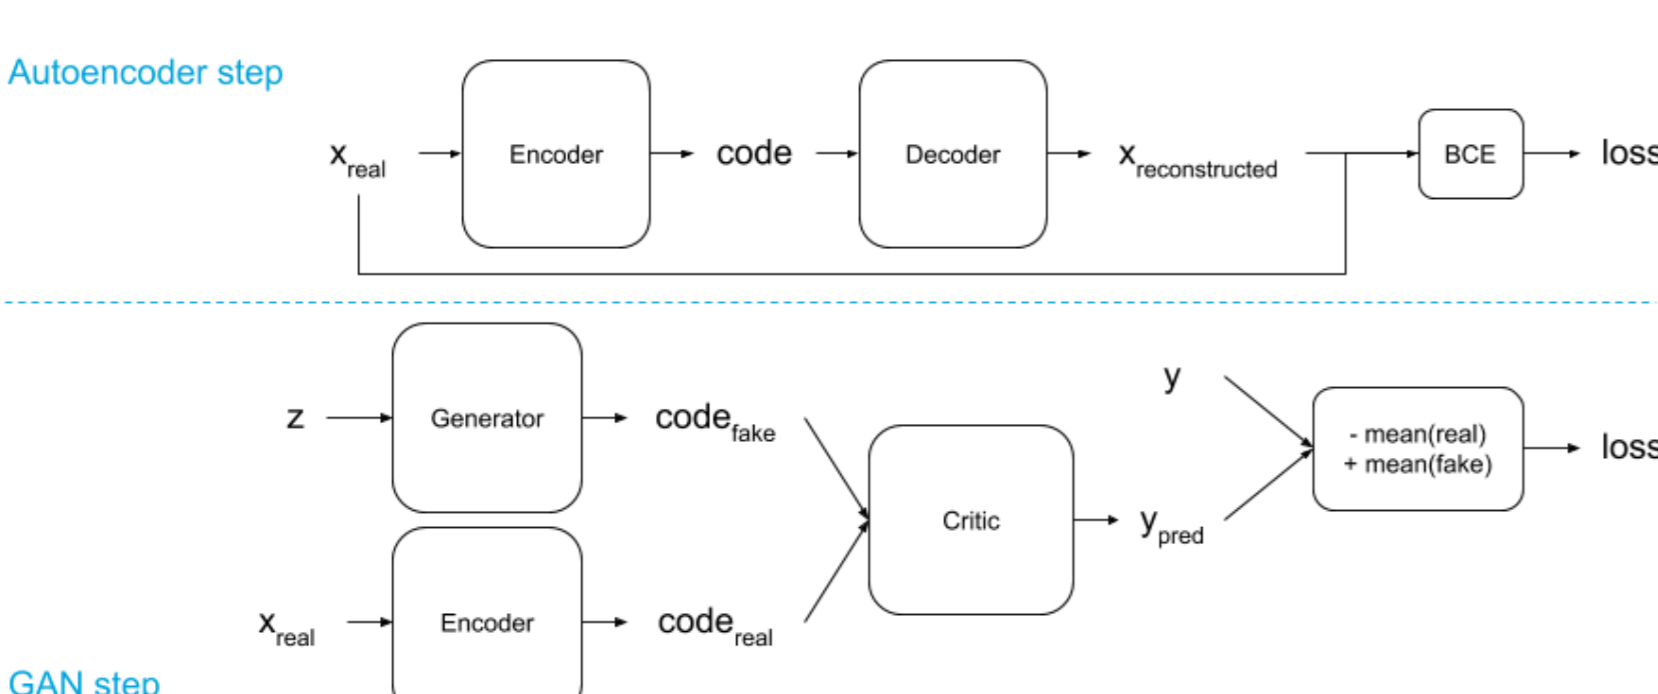 Autoencoder step
x_real
Encoder
code
Decoder
x_reconstructed
BCE
loss
z
Generator
code_fake
y
- mean(real)
+ mean(fake)
loss
Critic
y_pred
x_real
Encoder
code_real
GAN step